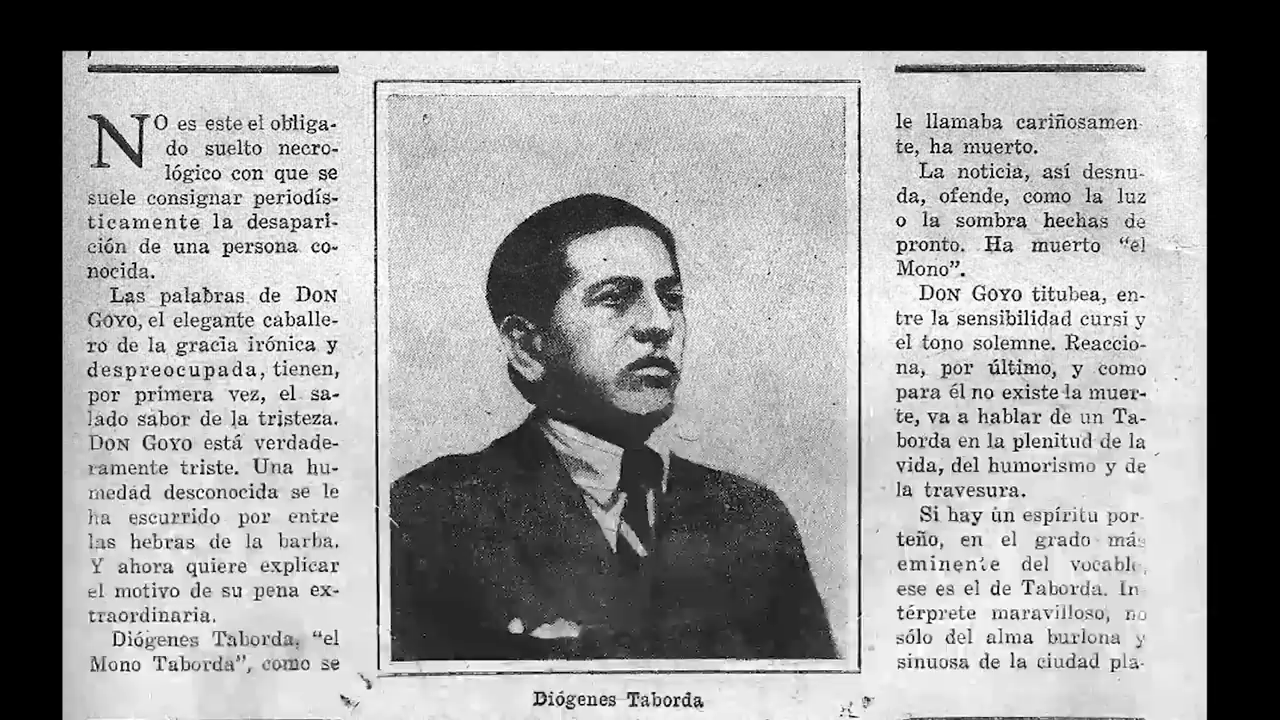 NO es este el obliga-
do suelto necro-
lógico con que se
suele consignar periodís-
ticamente la desapari-
ción de una persona co-
nocida.
Las palabras de DON
GOYO, el elegante caballe-
ro de la gracia irónica y
despreocupada, tienen,
por primera vez, el sa-
lado sabor de la tristeza.
DON GOYO está verdade-
ramente triste. Una hu-
medad desconocida se le
ha escurrido por entre
las hebras de la barba.
Y ahora quiere explicar
el motivo de su pena ex-
traordinaria.
Diógenes Taborda, "el
Mono Taborda", como se
Diógenes Taborda
le llamaba cariñosamen-
te, ha muerto.
La noticia, así desnu-
da, ofende, como la luz
o la sombra hechas de
pronto. Ha muerto "el
Mono".
DON GOYO titubea, en-
tre la sensibilidad cursi y
el tono solemne. Reaccio-
na, por último, y como
para él no existe la muer-
te, va a hablar de un Ta-
borda en la plenitud de la
vida, del humorismo y de
la travesura.
Si hay un espíritu por-
teño, en el grado más
eminente del vocablo,
ese es el de Taborda. In
térprete maravilloso, no
sólo del alma burlona y
sinuosa de la ciudad pla-